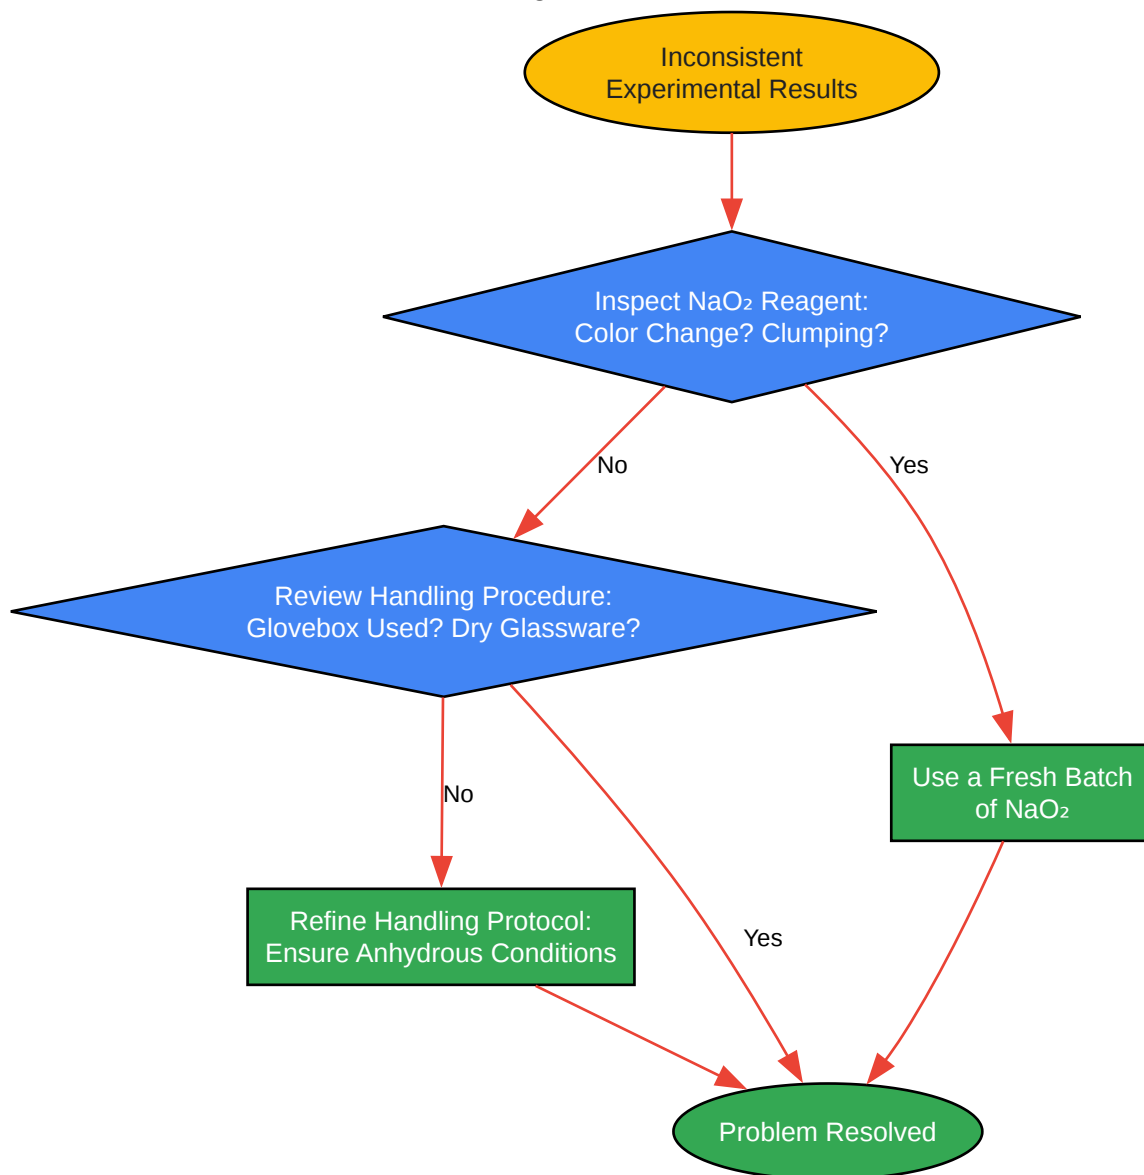 Inconsistent
Experimental Results
Inspect NaO₂ Reagent:
Color Change? Clumping?
No
Yes
Review Handling Procedure:
Glovebox Used? Dry Glassware?
Use a Fresh Batch
of NaO₂
No
Refine Handling Protocol:
Ensure Anhydrous Conditions
Yes
Problem Resolved